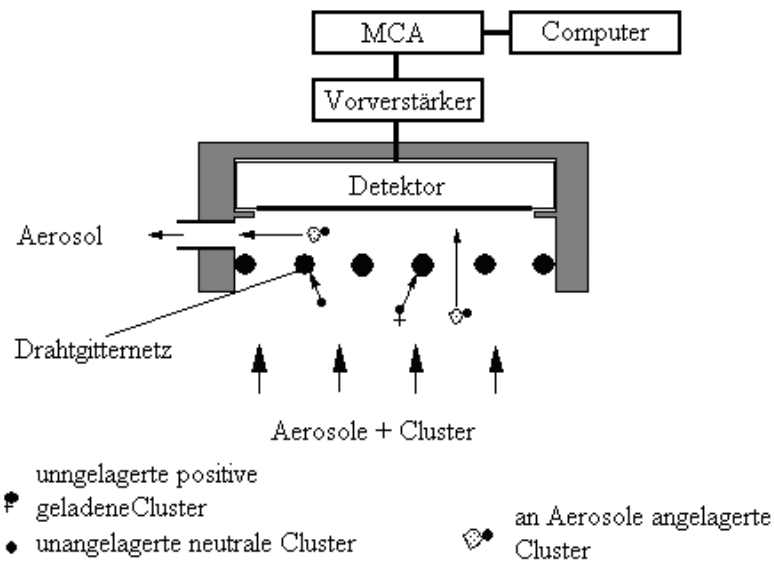 MCA
Computer
Vorverstärker
Detektor
Aerosol
Drahtgitternetz
Aerosole + Cluster
unngelagerte positive
geladeneCluster
unangelagerte neutrale Cluster
an Aerosole angelagerte
Cluster